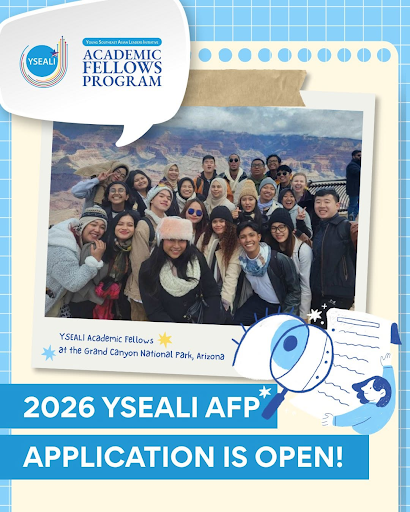 YSEALI
YOUNG SOUTHEAST ASIAN LEADERS INITIATIVE
ACADEMIC
FELLOWS
PROGRAM
YSEALI Academic Fellows
at the Grand Canyon National Park, Arizona
2026 YSEALI AFP
APPLICATION IS OPEN!